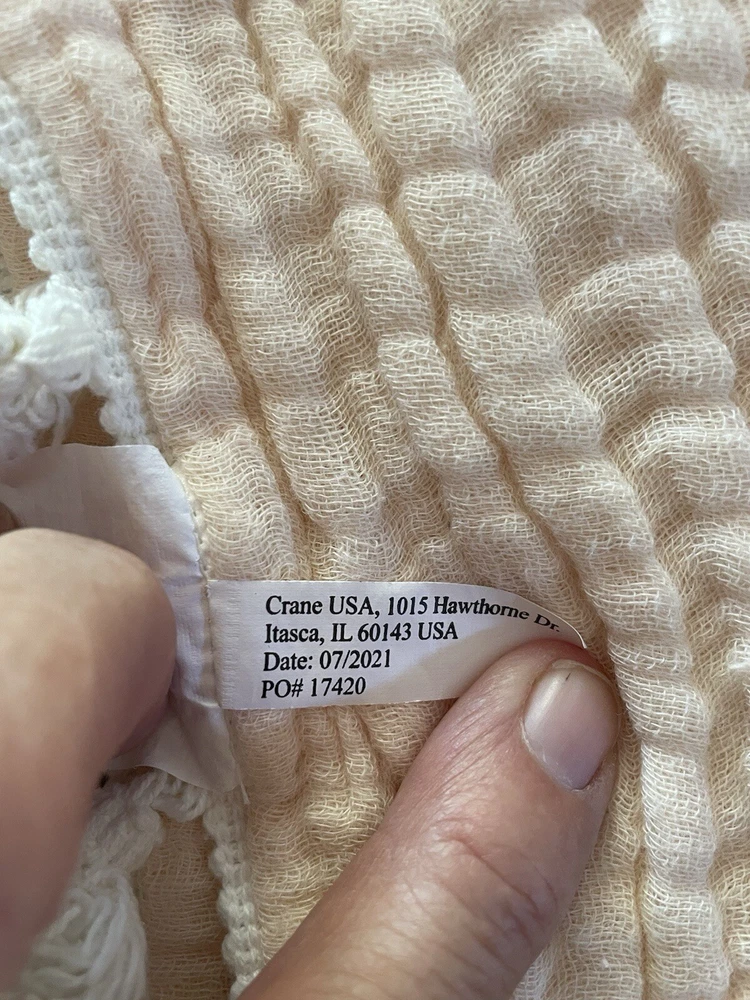 Crane USA, 1015 Hawthorne Dr.
Itasca, IL 60143 USA
Date: 07/2021
PO# 17420